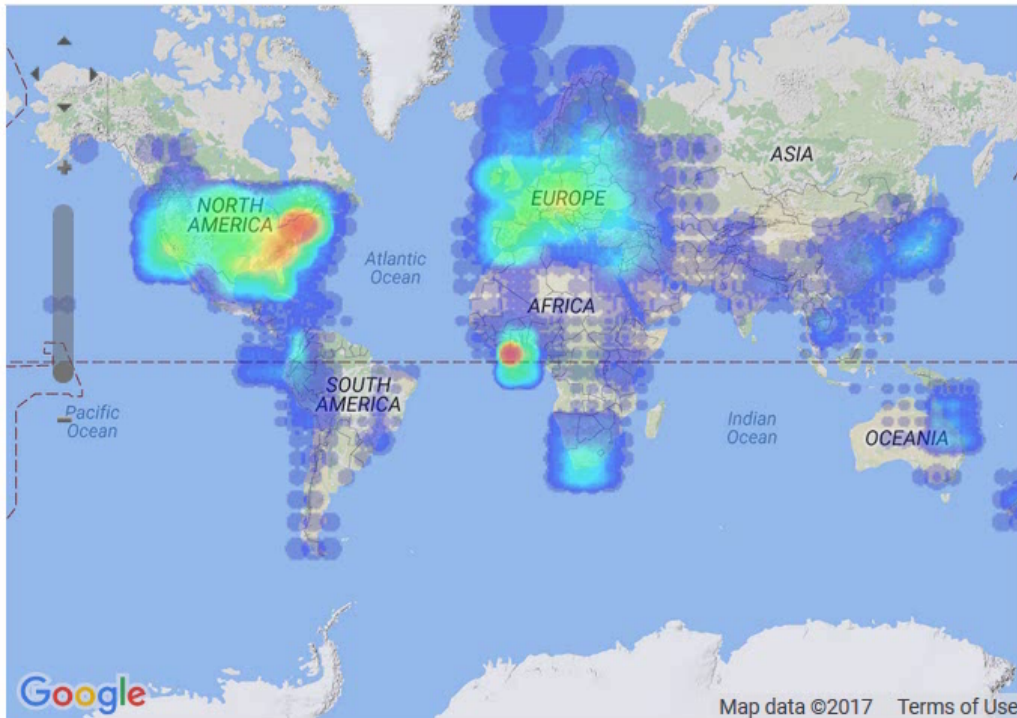 ASIA
NORTH
AMERICA
EUROPE
Atlantic
Ocean
AFRICA
SOUTH
AMERICA
Pacific
Ocean
Indian
Ocean
OCEANIA
Google
Map data ©2017 Terms of Use